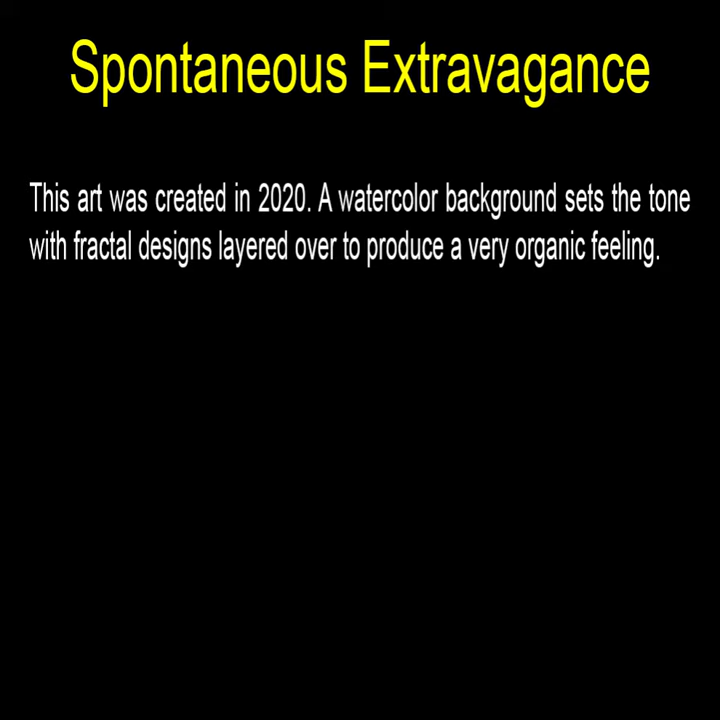 Spontaneous Extravagance
This art was created in 2020. A watercolor background sets the tone
with fractal designs layered over to produce a very organic feeling.